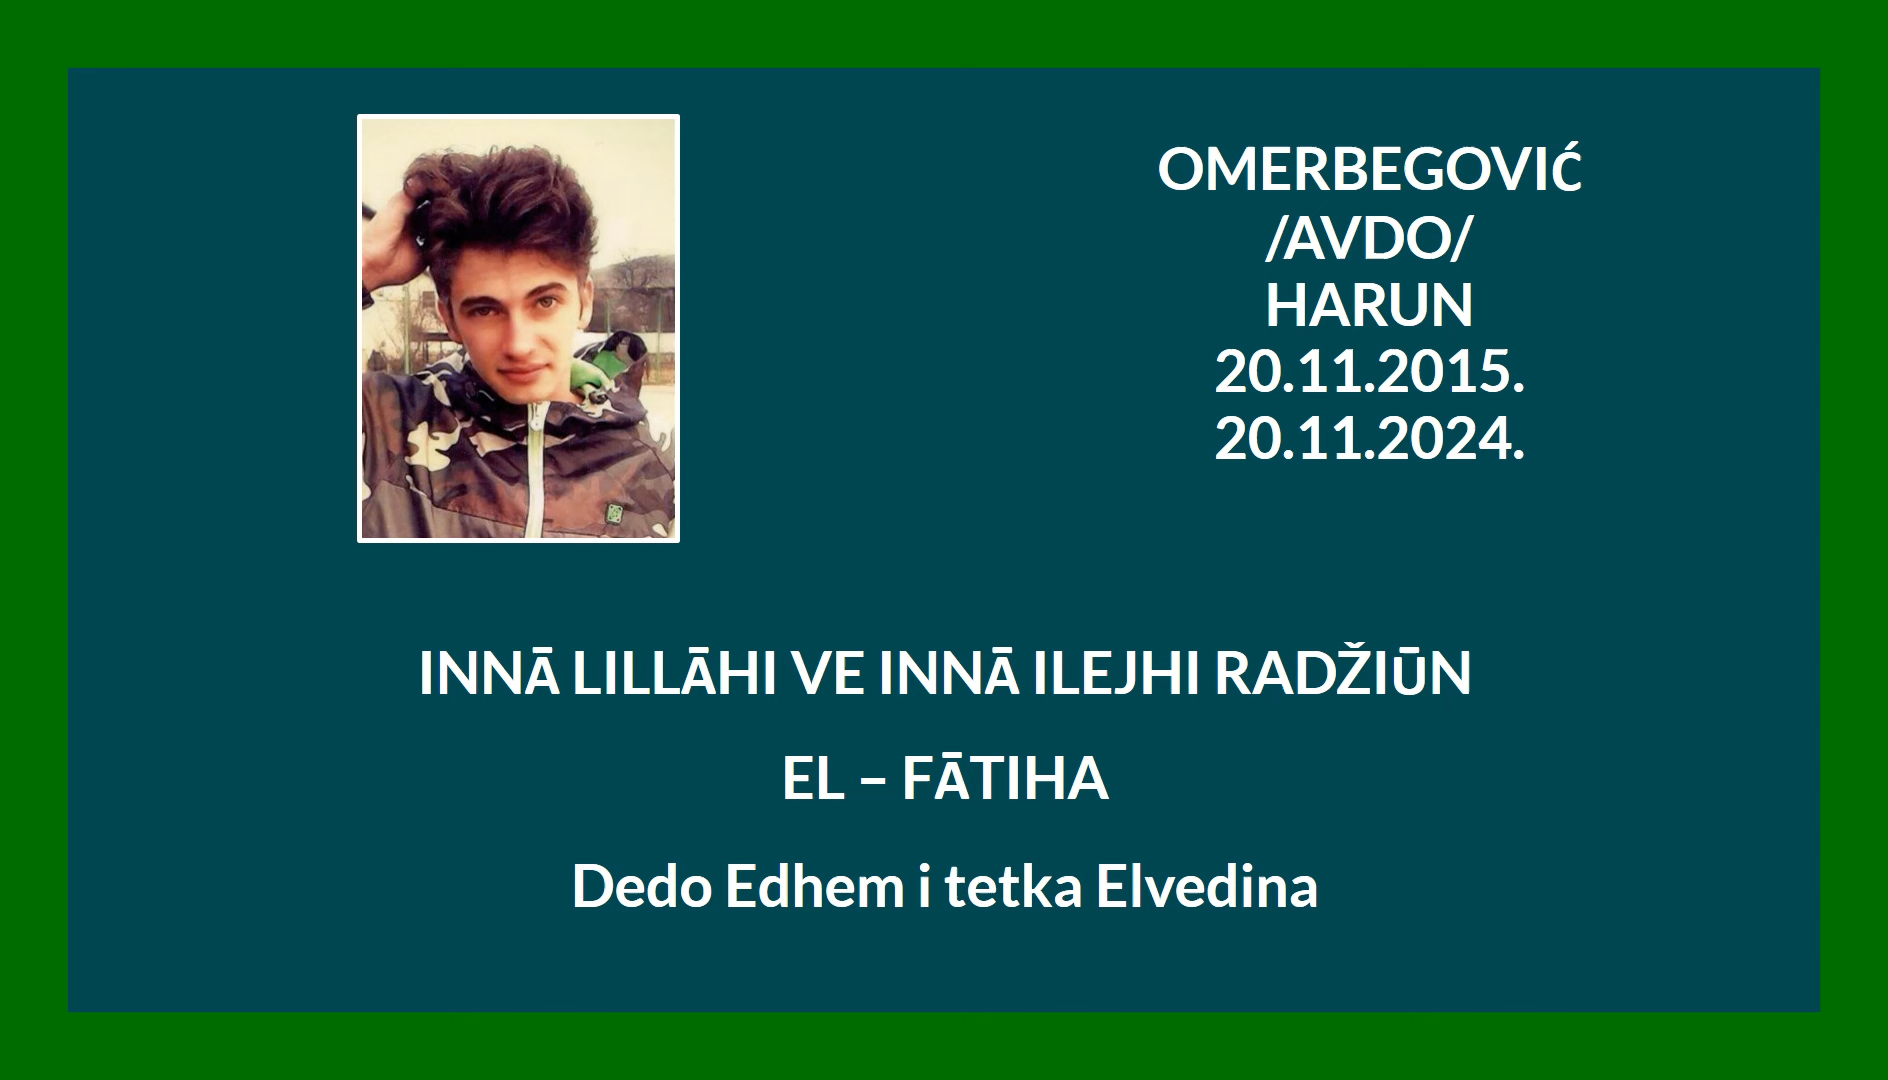 OMERBEGOVIĆ
/AVDO/
HARUN
20.11.2015.
20.11.2024.
INNĀ LILLĀHI VE INNĀ ILEJHI RADŽIŪN
EL – FĀTIHA
Dedo Edhem i tetka Elvedina